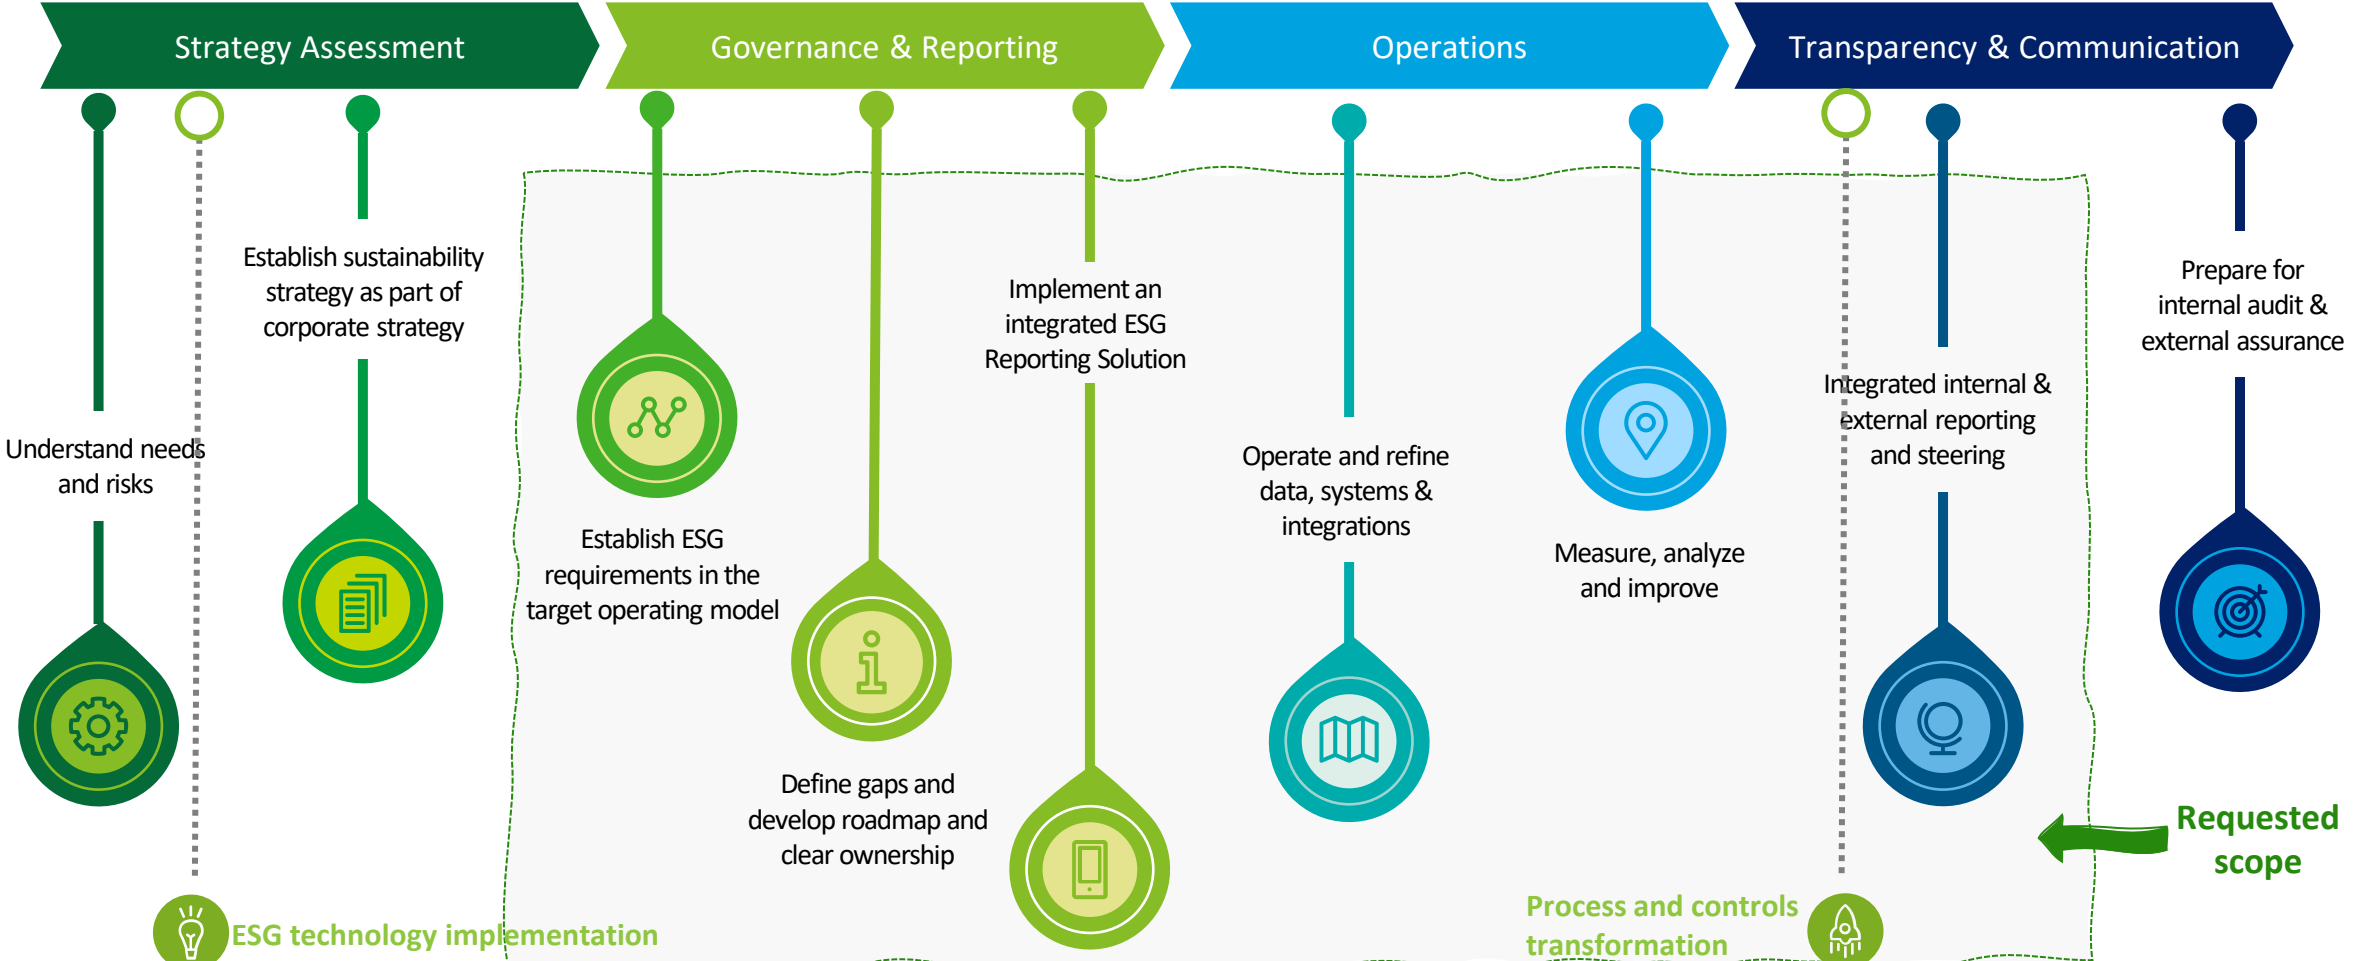 Strategy Assessment
Governance & Reporting
Operations
Transparency & Communication
Understand needs
and risks
Establish sustainability
strategy as part of
corporate strategy
Establish ESG
requirements in the
target operating model
Define gaps and
develop roadmap and
clear ownership
Implement an
integrated ESG
Reporting Solution
Operate and refine
data, systems &
integrations
Measure, analyze
and improve
Integrated internal &
external reporting
and steering
Prepare for
internal audit &
external assurance
Requested
scope
ESG technology implementation
Process and controls
transformation